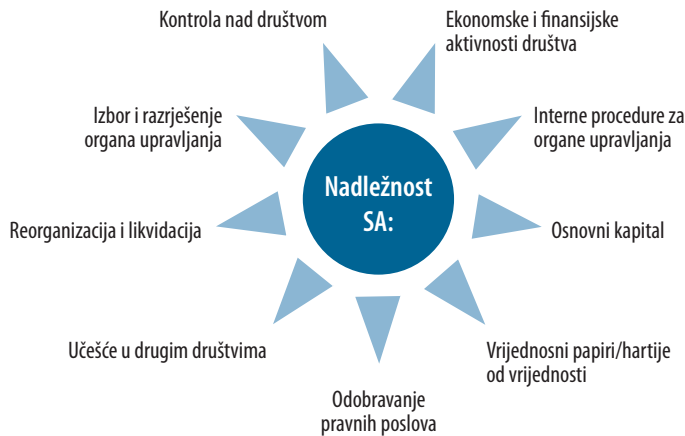 Kontrola nad društvom
Ekonomske i finansijske
aktivnosti društva
Izbor i razrješenje
organa upravljanja
Interne procedure za
organe upravljanja
Nadležnost
SA:
Reorganizacija i likvidacija
Osnovni kapital
Učešće u drugim društvima
Vrijednosni papiri/hartije
od vrijednosti
Odobravanje
pravnih poslova